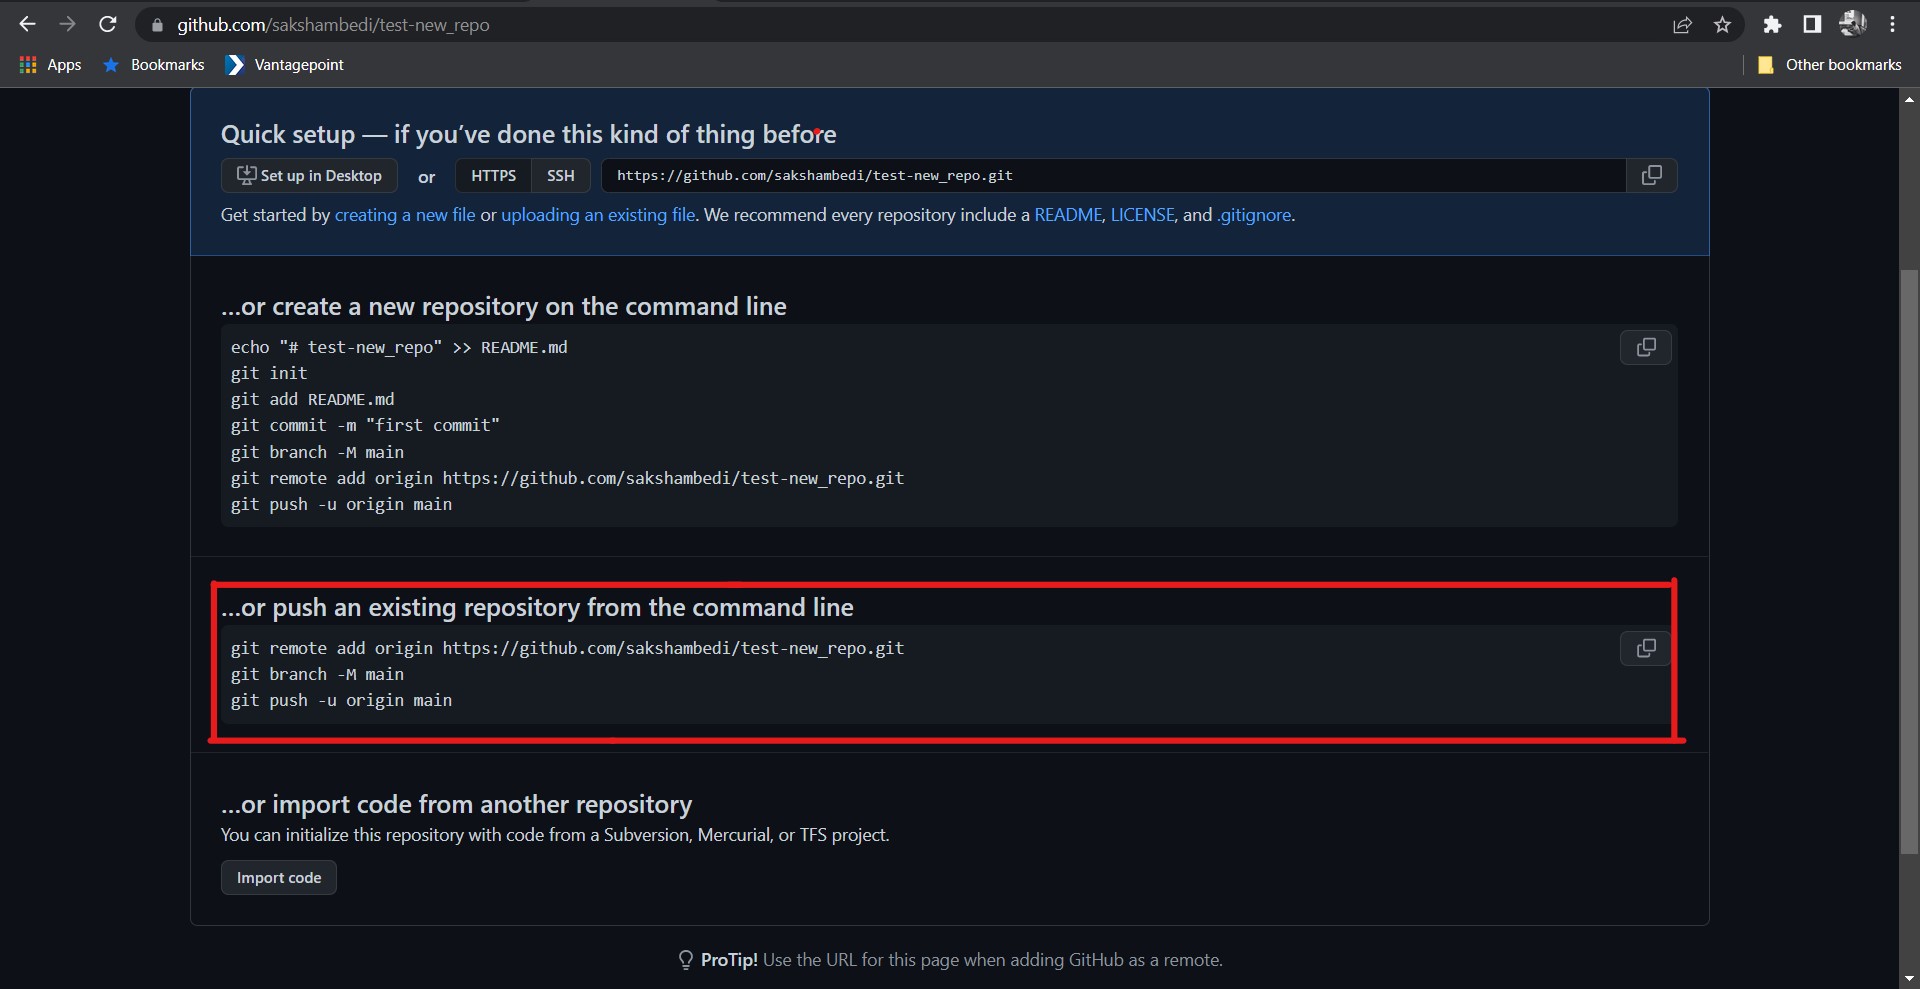 github.com/sakshambedi/test-new_repo
Apps Bookmarks Vantagepoint Other bookmarks
Quick setup — if you’ve done this kind of thing before
Set up in Desktop or HTTPS SSH https://github.com/sakshambedi/test-new_repo.git
Get started by creating a new file or uploading an existing file. We recommend every repository include a README, LICENSE, and .gitignore.
…or create a new repository on the command line
echo "# test-new_repo" >> README.md
git init
git add README.md
git commit -m "first commit"
git branch -M main
git remote add origin https://github.com/sakshambedi/test-new_repo.git
git push -u origin main
…or push an existing repository from the command line
git remote add origin https://github.com/sakshambedi/test-new_repo.git
git branch -M main
git push -u origin main
…or import code from another repository
You can initialize this repository with code from a Subversion, Mercurial, or TFS project.
Import code
ProTip! Use the URL for this page when adding GitHub as a remote.